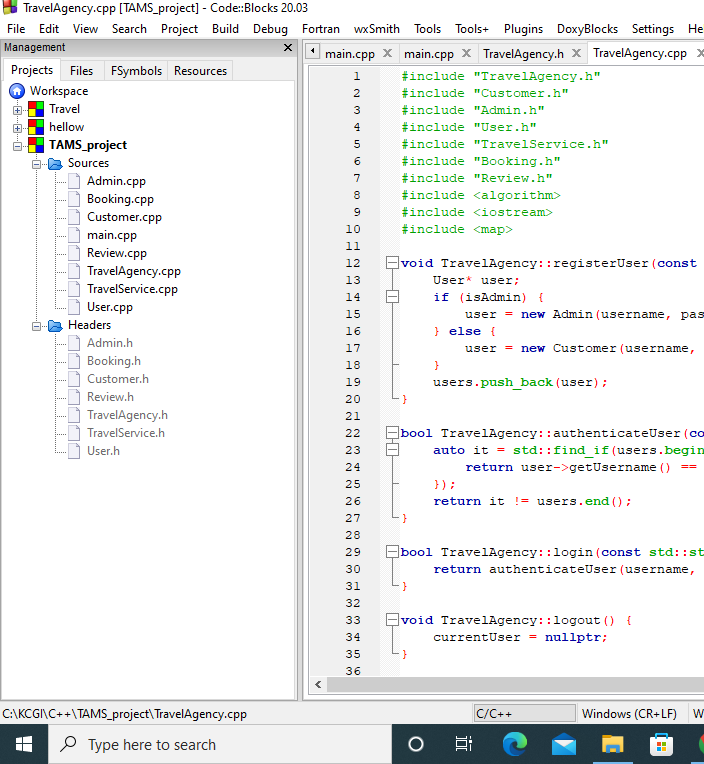 TravelAgency.cpp [TAMS_project] - Code::Blocks 20.03
File Edit View Search Project Build Debug Fortran wxSmith Tools Tools+ Plugins DoxyBlocks Settings He
Management
Projects Files FSymbols Resources
Workspace
Travel
hellow
TAMS_project
Sources
Admin.cpp
Booking.cpp
Customer.cpp
main.cpp
Review.cpp
TravelAgency.cpp
TravelService.cpp
User.cpp
Headers
Admin.h
Booking.h
Customer.h
Review.h
TravelAgency.h
TravelService.h
User.h
main.cpp main.cpp TravelAgency.h TravelAgency.cpp
1 #include "TravelAgency.h"
2 #include "Customer.h"
3 #include "Admin.h"
4 #include "User.h"
5 #include "TravelService.h"
6 #include "Booking.h"
7 #include "Review.h"
8 #include <algorithm>
9 #include <iostream>
10 #include <map>
11
12 void TravelAgency::registerUser(const
13 User* user;
14 if (isAdmin) {
15 user = new Admin(username, pas
16 } else {
17 user = new Customer(username,
18 }
19 users.push_back(user);
20 }
21
22 bool TravelAgency::authenticateUser(co
23 auto it = std::find_if(users.begin
24 return user->getUsername() ==
25 });
26 return it != users.end();
27 }
28
29 bool TravelAgency::login(const std::st
30 return authenticateUser(username,
31 }
32
33 void TravelAgency::logout() {
34 currentUser = nullptr;
35 }
36
C:\KCGI\C++\TAMS_project\TravelAgency.cpp C/C++ Windows (CR+LF) W
Type here to search